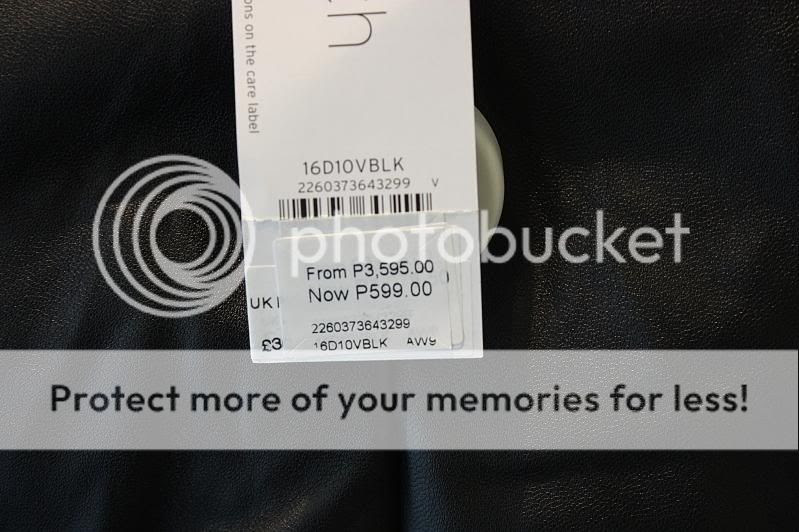 ons on the care label
16D10VBLK
2260373643299 V
photobucket
From P3,595.00
Now P599.00
UK
£3
2260373643299
16D10VBLK AW9
Protect more of your memories for less!